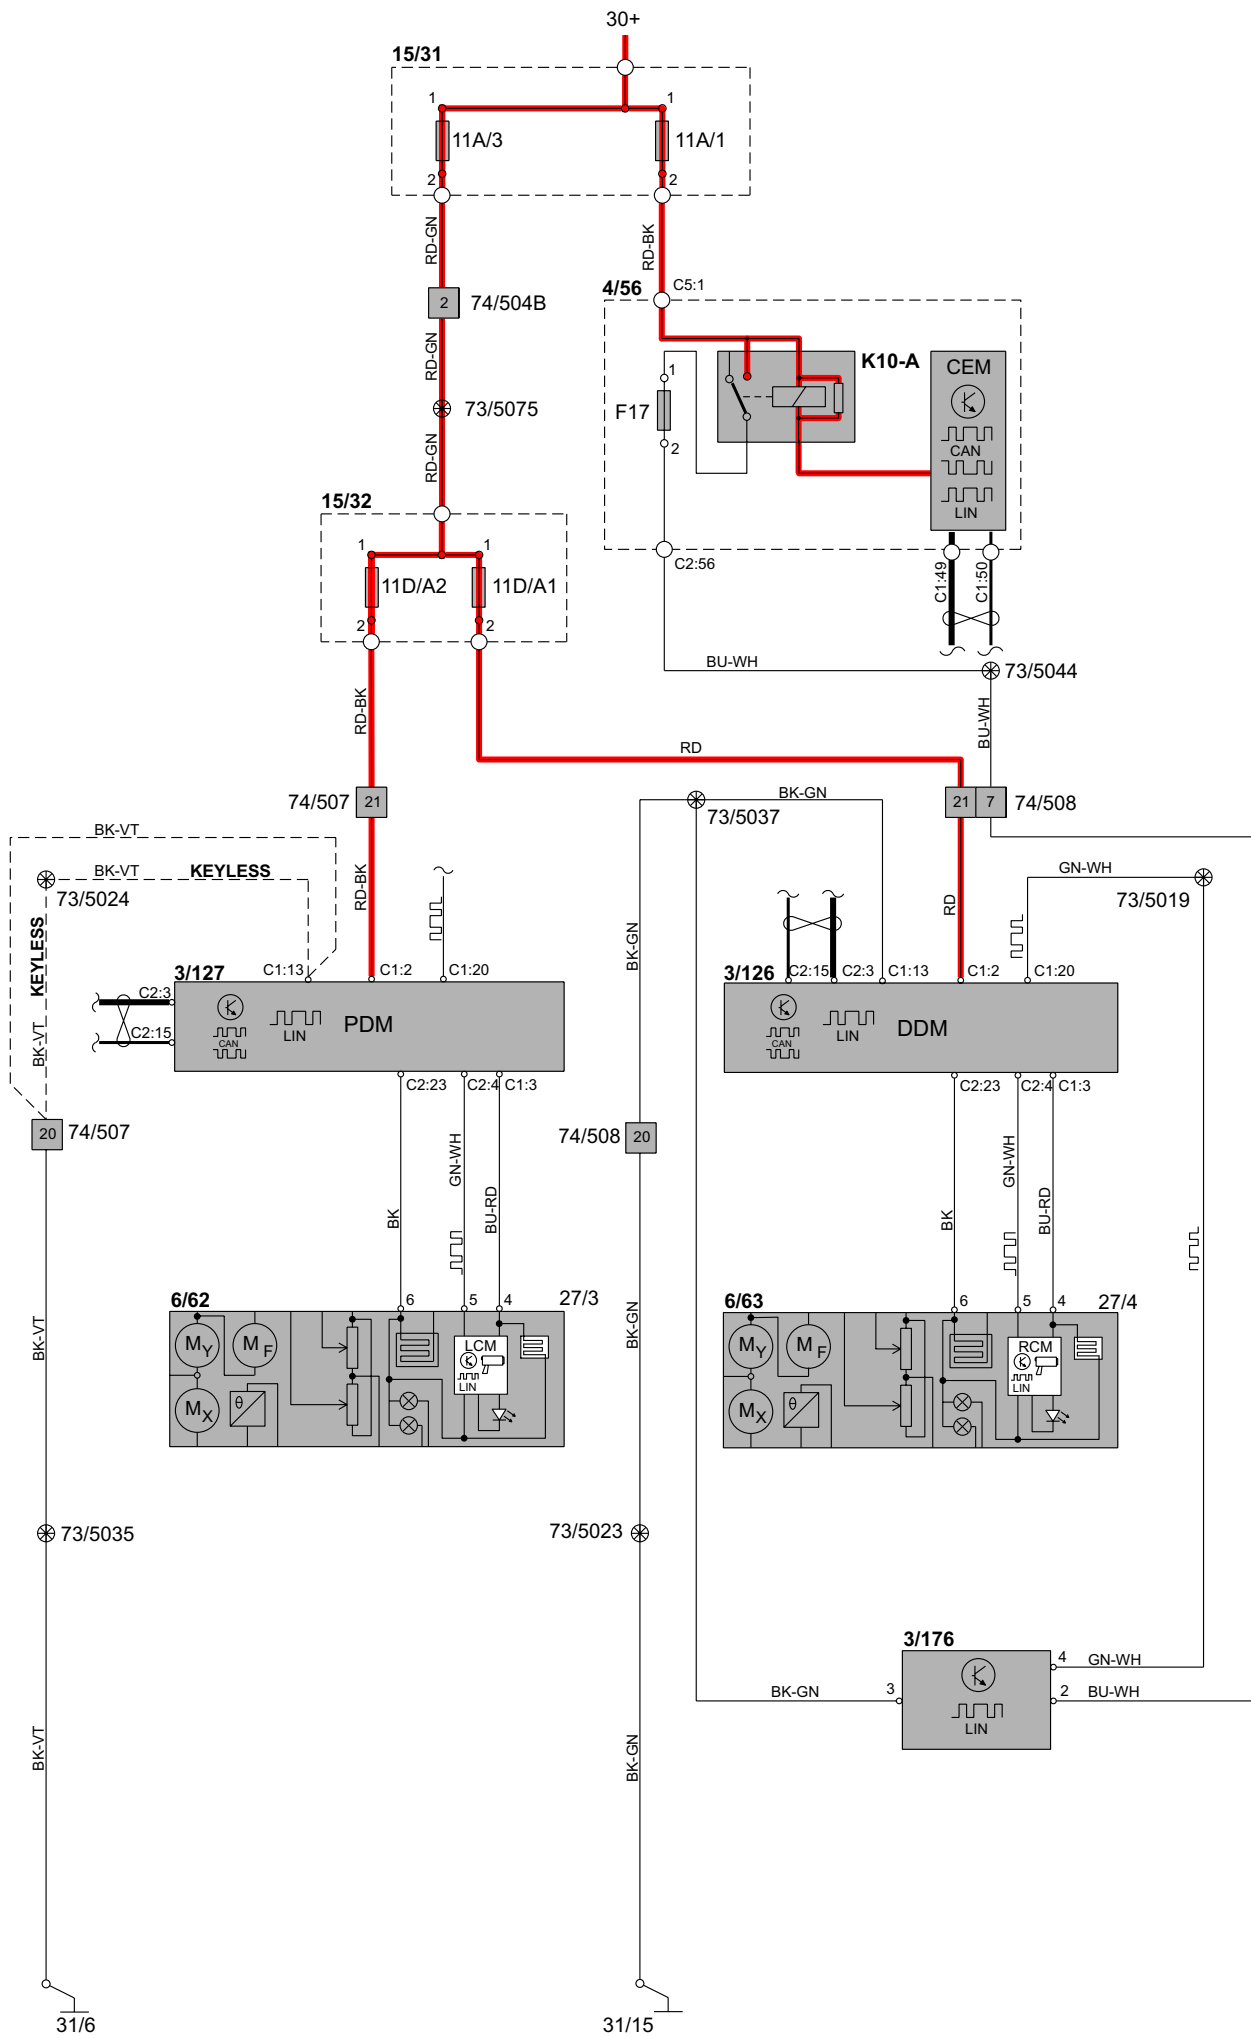 30+
15/31
1
1
11A/3
11A/1
2
2
RD-GN
RD-BK
4/56
C5:1
2
74/504B
RD-GN
K10-A
CEM
1
F17
2
CAN
LIN
73/5075
RD-GN
15/32
C2:56
C1:49
C1:50
1
1
11D/A2
11D/A1
2
2
BU-WH
73/5044
RD-BK
BU-WH
RD
74/507
21
BK-GN
21
7
74/508
73/5037
BK-VT
BK-VT
KEYLESS
73/5024
RD-BK
GN-WH
73/5019
KEYLESS
BK-GN
RD
3/127
C1:13
C1:2
C1:20
3/126
C2:15
C2:3
C1:13
C1:2
C1:20
C2:3
C2:15
BK-VT
CAN
LIN
PDM
CAN
LIN
DDM
C2:23
C2:4
C1:3
C2:23
C2:4
C1:3
20
74/507
74/508
20
BK
GN-WH
BU-RD
BK
GN-WH
BU-RD
6/62
6
5
4
27/3
6/63
6
5
4
27/4
BK-VT
BK-GN
MY
MF
MX
θ
LCM
LIN
MY
MF
MX
θ
RCM
LIN
73/5035
73/5023
3/176
4
GN-WH
BK-GN
3
2
BU-WH
LIN
BK-VT
BK-GN
31/6
31/15